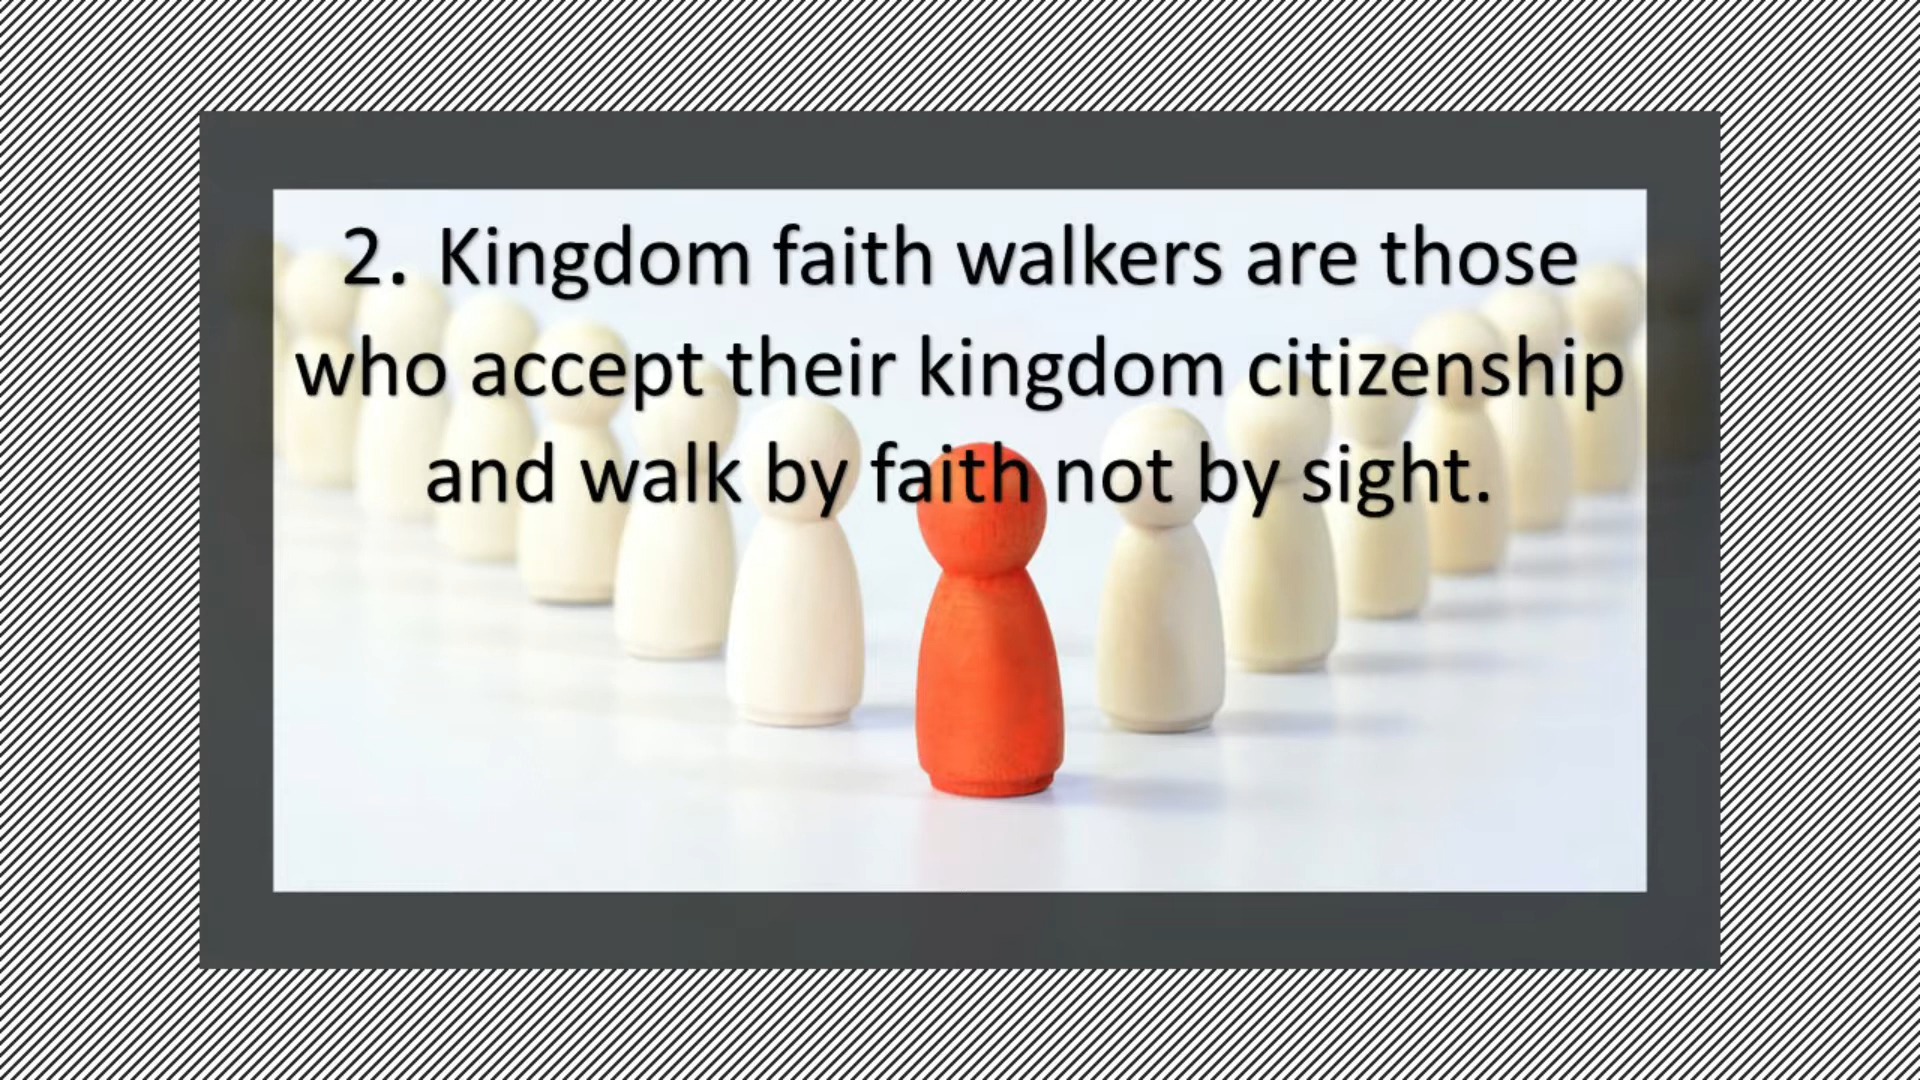 2. Kingdom faith walkers are those
who accept their kingdom citizenship
and walk by faith not by sight.